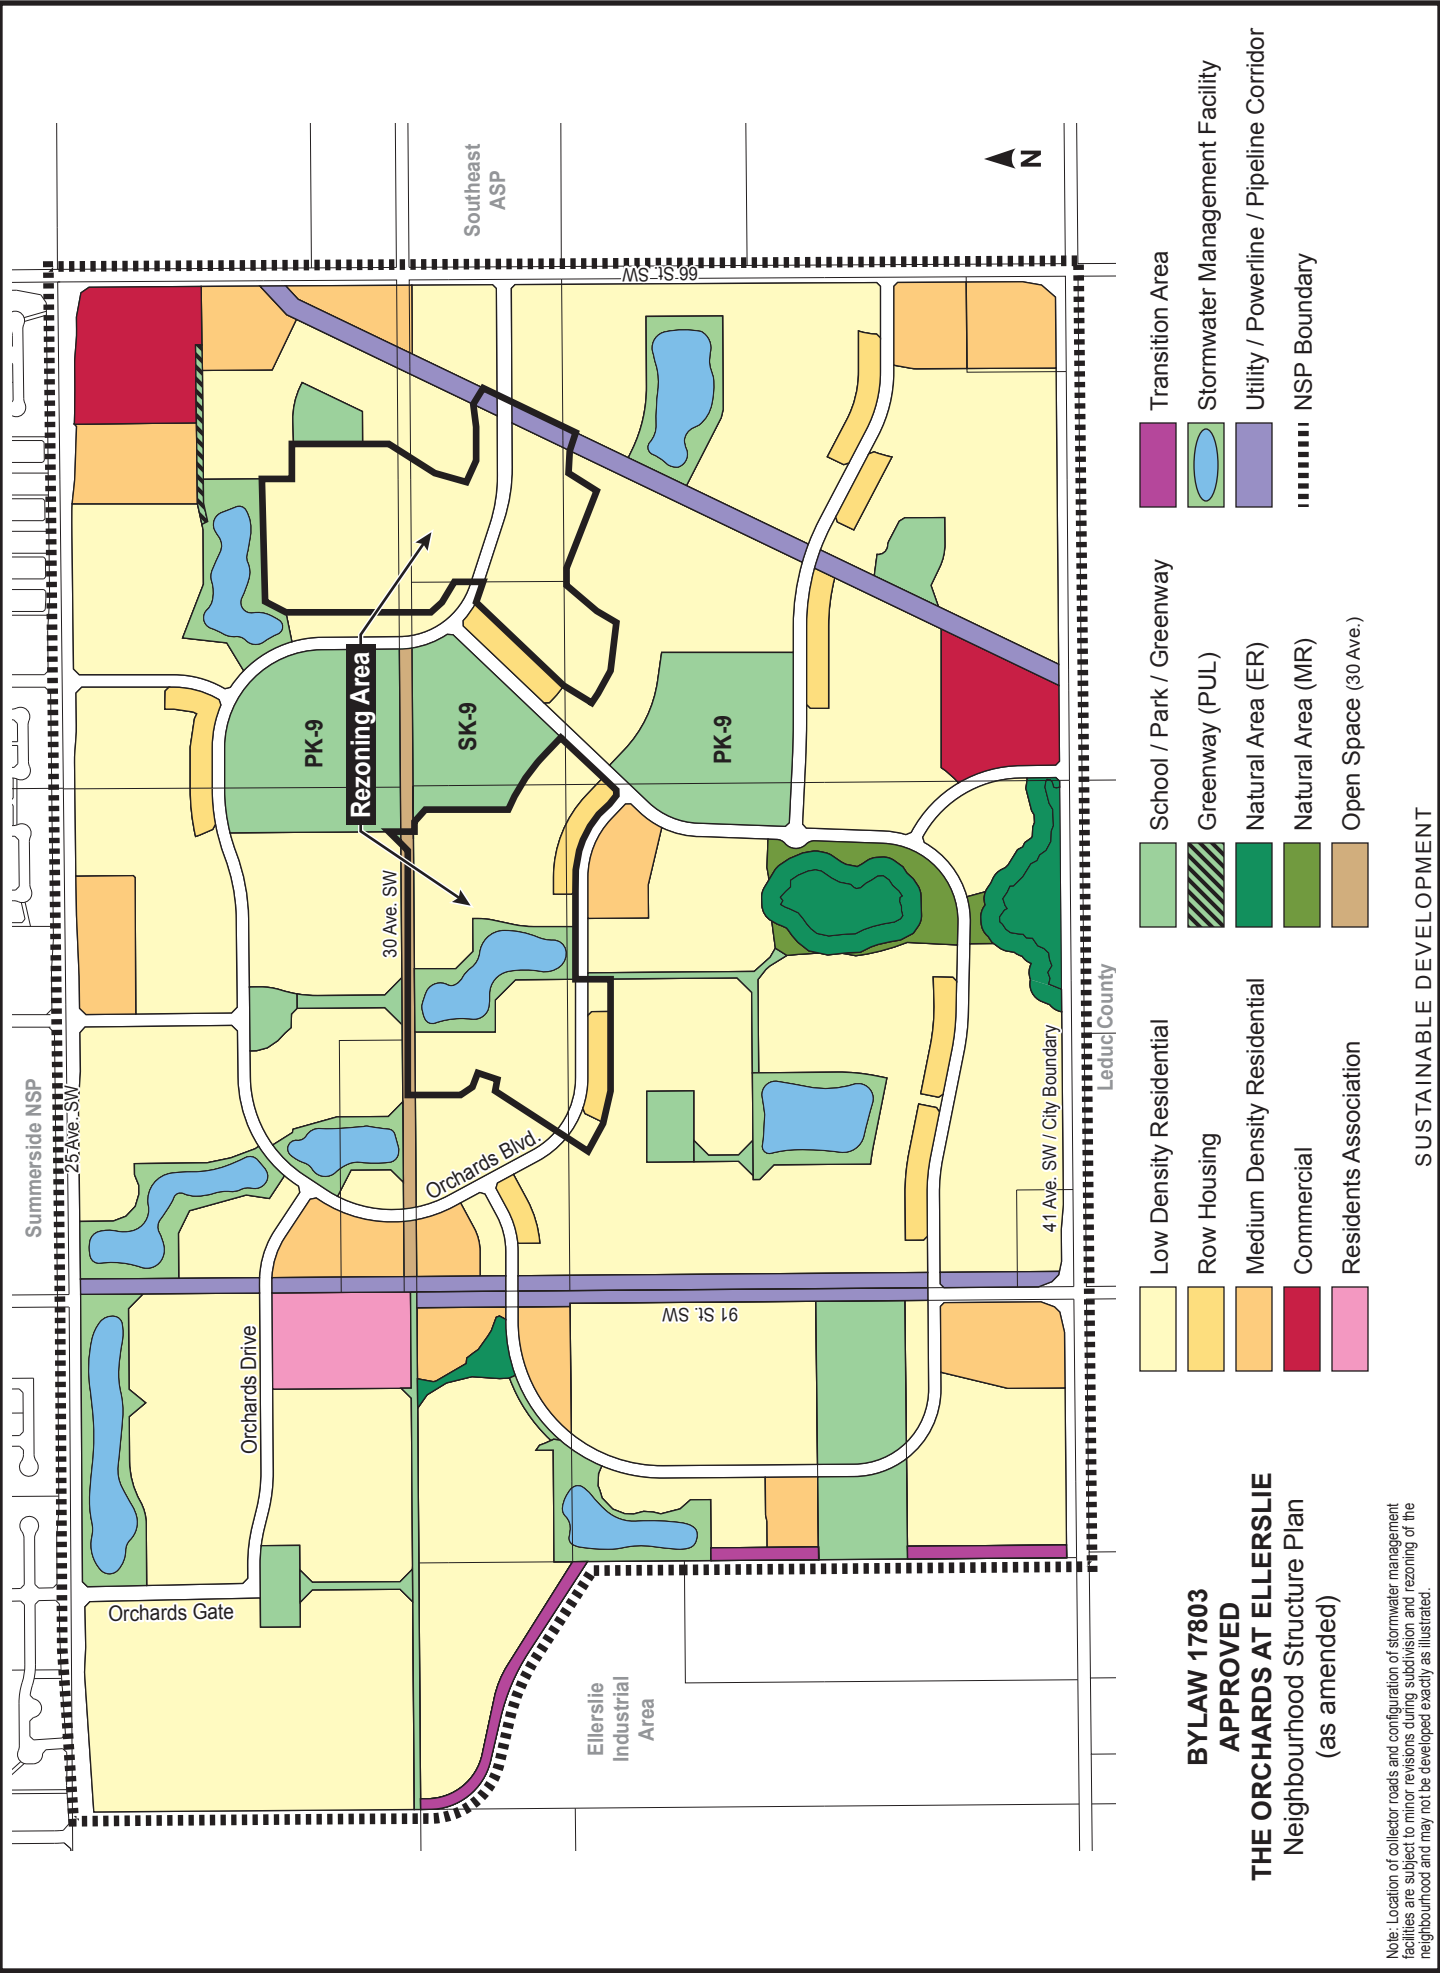 Summerside NSP
25 Ave. SW
Orchards Gate
Orchards Drive
Orchards Blvd.
30 Ave. SW
PK-9
Rezoning Area
SK-9
PK-9
66 St. SW
91 St. SW
41 Ave. SW / City Boundary
Southeast
ASP
Ellerslie
Industrial
Area
Leduc County
N
BYLAW 17803
APPROVED
THE ORCHARDS AT ELLERSLIE
Neighbourhood Structure Plan
(as amended)
Low Density Residential
Row Housing
Medium Density Residential
Commercial
Residents Association
School / Park / Greenway
Greenway (PUL)
Natural Area (ER)
Natural Area (MR)
Open Space (30 Ave.)
Transition Area
Stormwater Management Facility
Utility / Powerline / Pipeline Corridor
NSP Boundary
SUSTAINABLE DEVELOPMENT
Note: Location of collector roads and configuration of stormwater management
facilities are subject to minor revisions during subdivision and rezoning of the
neighbourhood and may not be developed exactly as illustrated.